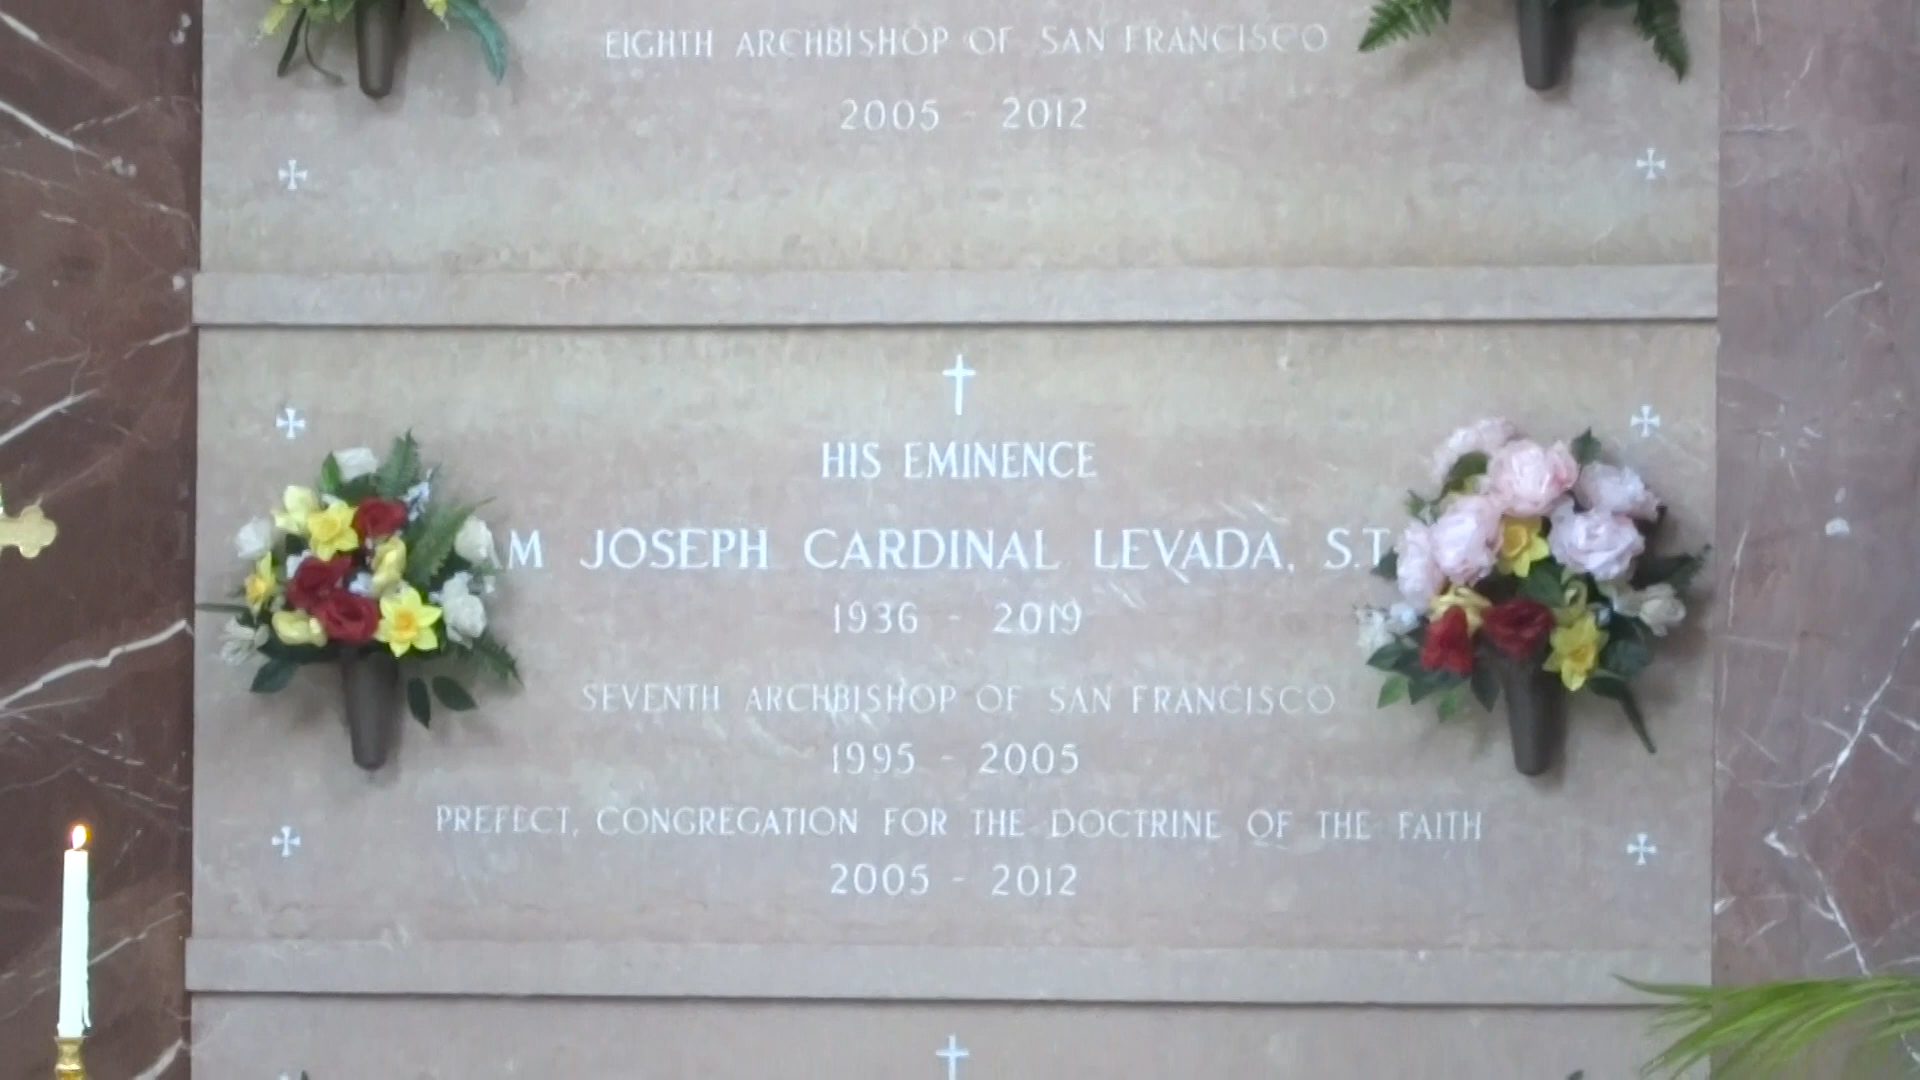 EIGHTH ARCHBISHOP OF SAN FRANCISCO
2005 - 2012
HIS EMINENCE
AM JOSEPH CARDINAL LEVADA, S.T.
1936 - 2019
SEVENTH ARCHBISHOP OF SAN FRANCISCO
1995 - 2005
PREFECT, CONGREGATION FOR THE DOCTRINE OF THE FAITH
2005 - 2012